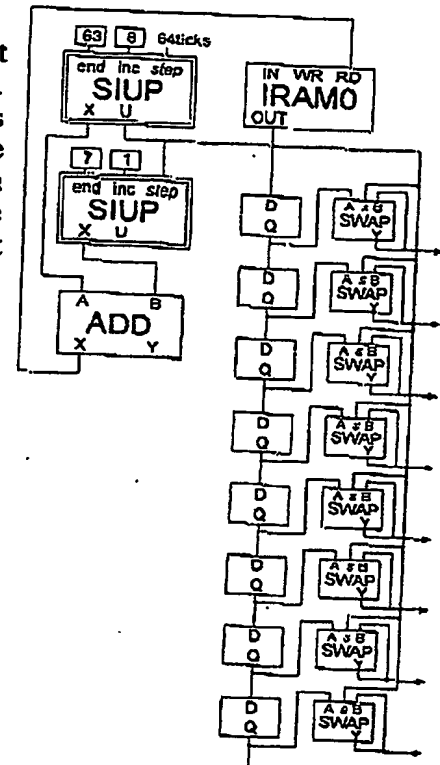 63 8 64ticks
end inc step
SIUP
X U
7 1
end inc step
SIUP
X U
A B
ADD
X Y
IN WR RD
IRAM0
OUT
D
Q
A s B
SWAP
Y
D
Q
A s B
SWAP
Y
D
Q
A s B
SWAP
Y
D
Q
A s B
SWAP
Y
D
Q
A s B
SWAP
Y
D
Q
A s B
SWAP
Y
D
Q
A s B
SWAP
Y
D
Q
A s B
SWAP
Y